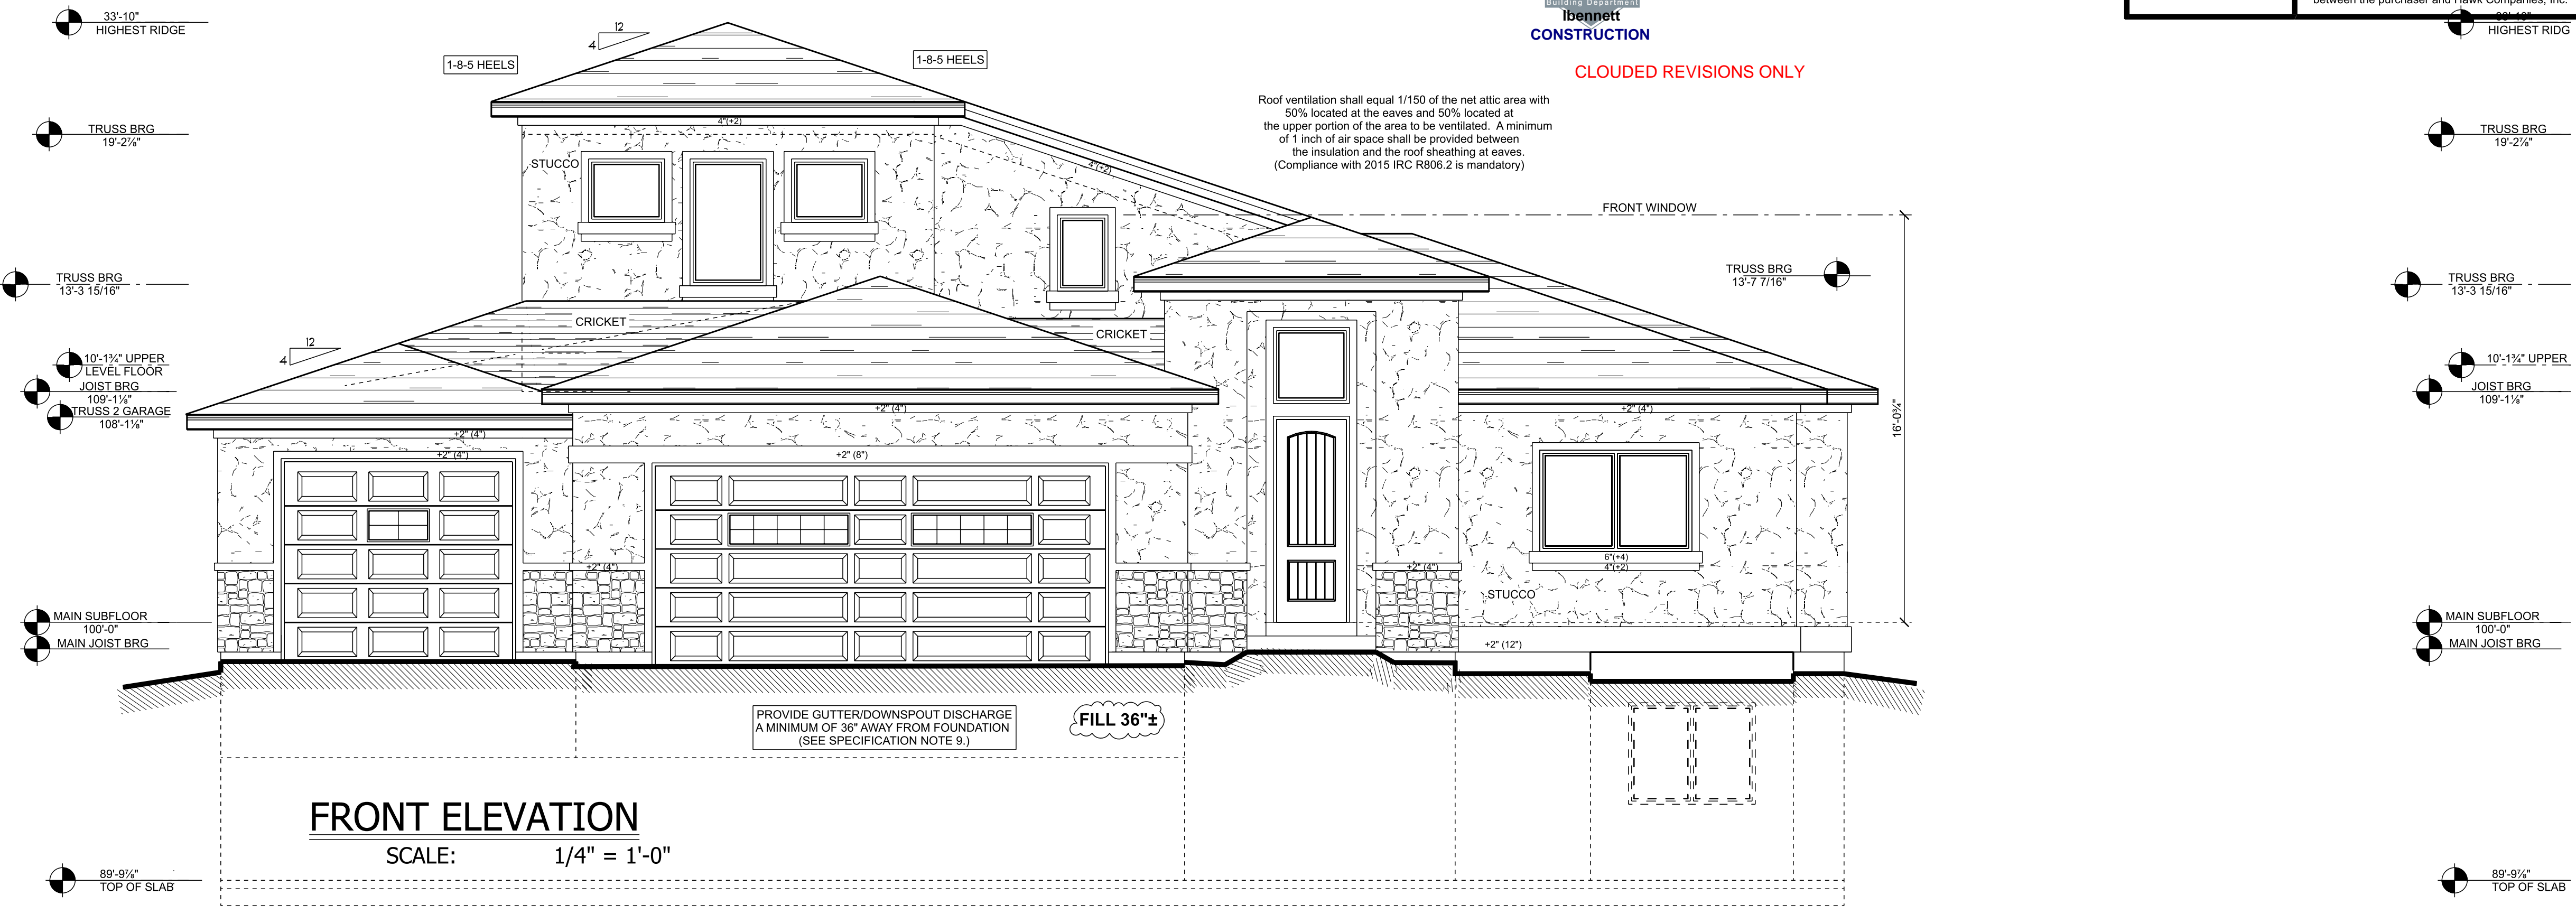 Building Department
lbennett
CONSTRUCTION
CLOUDED REVISIONS ONLY
between the purchaser and Hawk Companies, Inc.
33'-10"
HIGHEST RIDGE
12
4
1-8-5 HEELS
1-8-5 HEELS
HIGHEST RIDG
Roof ventilation shall equal 1/150 of the net attic area with
50% located at the eaves and 50% located at
the upper portion of the area to be ventilated. A minimum
of 1 inch of air space shall be provided between
the insulation and the roof sheathing at eaves.
(Compliance with 2015 IRC R806.2 is mandatory)
TRUSS BRG
19'-2⅞"
4"(+2)
STUCCO
4"(+2)
TRUSS BRG
19'-2⅞"
FRONT WINDOW
TRUSS BRG
13'-3 15/16"
TRUSS BRG
13'-7 7/16"
TRUSS BRG
13'-3 15/16"
CRICKET
CRICKET
12
4
10'-1¾" UPPER
LEVEL FLOOR
JOIST BRG
109'-1⅛"
TRUSS 2 GARAGE
108'-1⅛"
10'-1¾" UPPER
JOIST BRG
109'-1⅛"
16'-0¾"
+2" (4")
+2" (4")
+2" (4")
+2" (4")
+2" (8")
+2" (4")
+2" (4")
6"(+4)
4"(+2)
STUCCO
MAIN SUBFLOOR
100'-0"
MAIN JOIST BRG
+2" (12")
MAIN SUBFLOOR
100'-0"
MAIN JOIST BRG
PROVIDE GUTTER/DOWNSPOUT DISCHARGE
A MINIMUM OF 36" AWAY FROM FOUNDATION
(SEE SPECIFICATION NOTE 9.)
FILL 36"±
FRONT ELEVATION
SCALE: 1/4" = 1'-0"
89'-9⅞"
TOP OF SLAB
89'-9⅞"
TOP OF SLAB